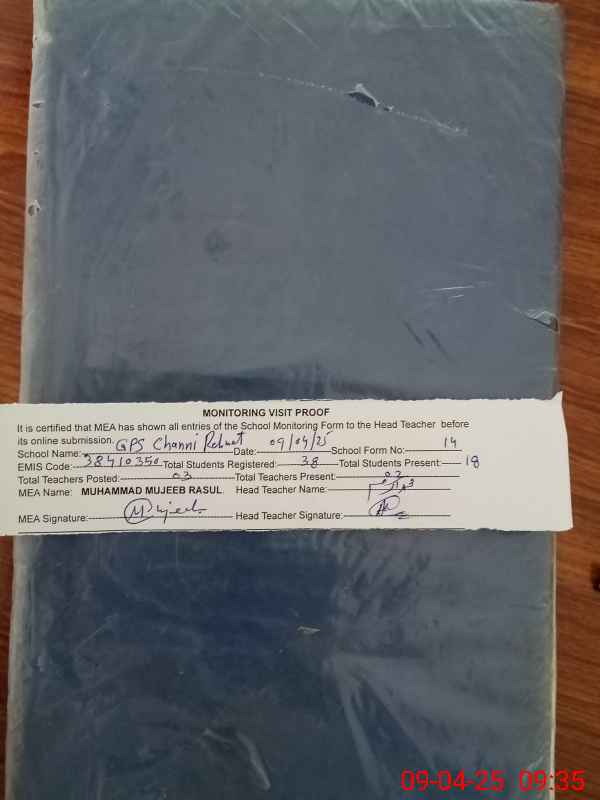 MONITORING VISIT PROOF
It is certified that MEA has shown all entries of the School Monitoring Form to the Head Teacher before
its online submission.
School Name: GPS Channi Date: 09/04/25 School Form No: 14
EMIS Code: 38410350 Total Students Registered: 38 Total Students Present: 18
Total Teachers Posted: 03 Total Teachers Present: 03
MEA Name: MUHAMMAD MUJEEB RASUL Head Teacher Name:
MEA Signature: Mujeeb Head Teacher Signature:
09-04-25 09:35